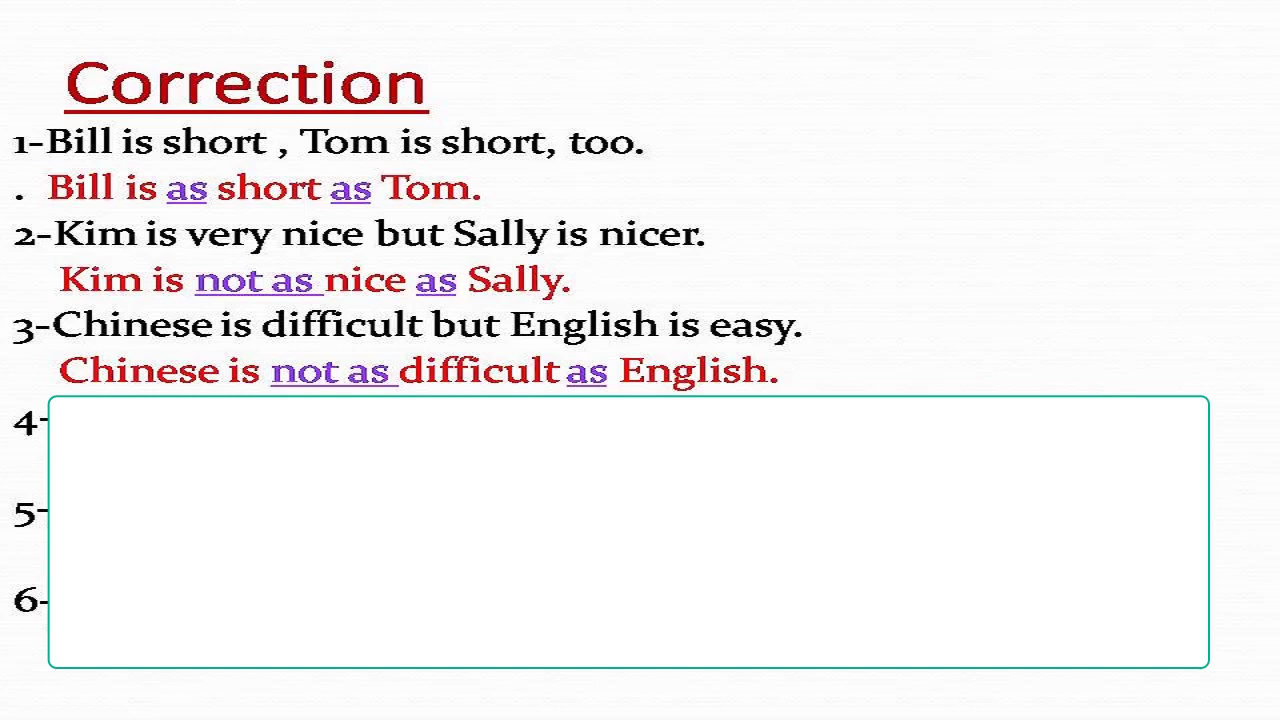 Correction
1-Bill is short , Tom is short, too.
. Bill is as short as Tom.
2-Kim is very nice but Sally is nicer.
Kim is not as nice as Sally.
3-Chinese is difficult but English is easy.
Chinese is not as difficult as English.
4-
5-
6-